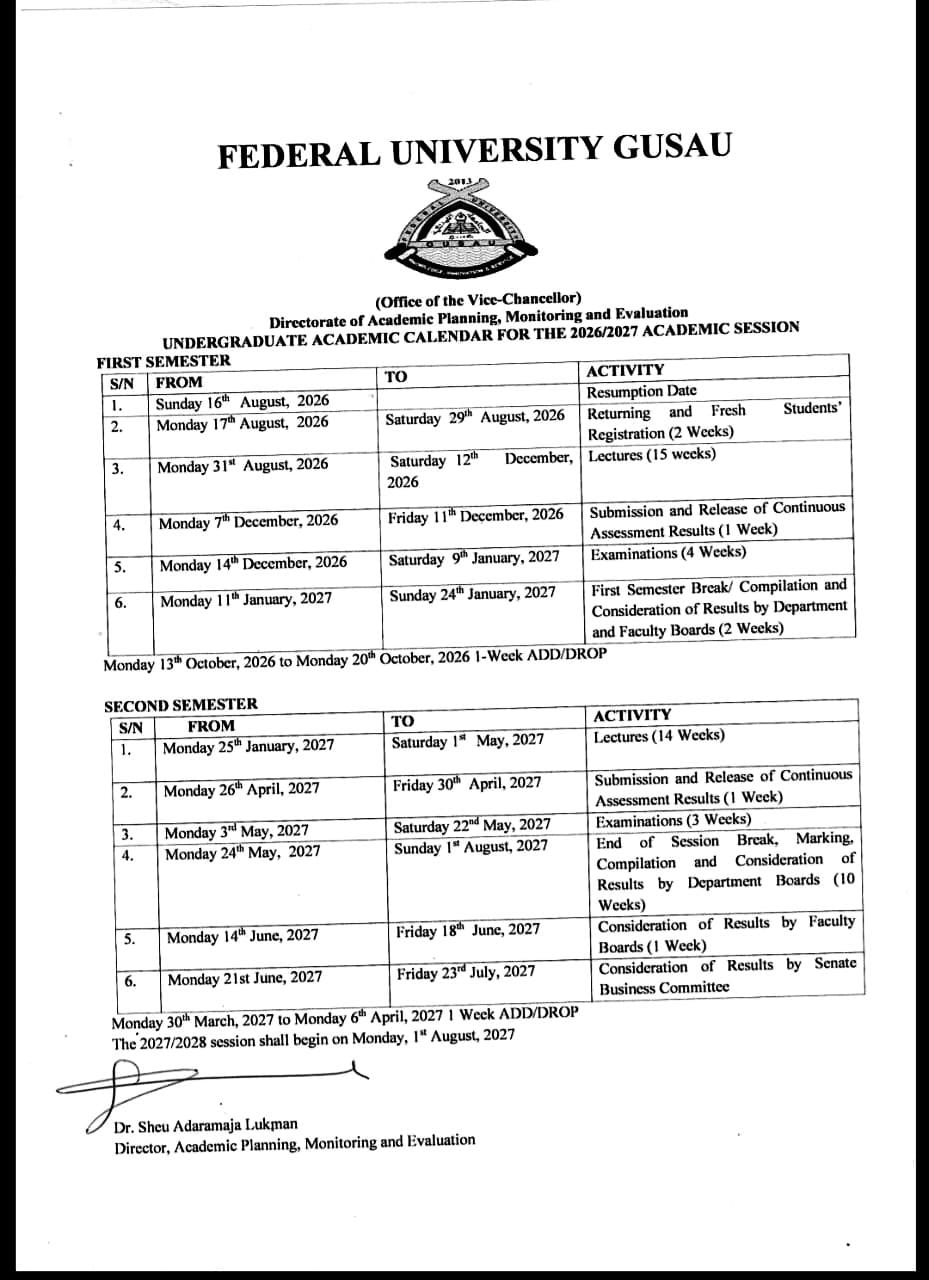 FEDERAL UNIVERSITY GUSAU
2013
FEDERAL UNIVERSITY
GUSAU
KNOWLEDGE, INNOVATION & SERVICE
(Office of the Vice-Chancellor)
Directorate of Academic Planning, Monitoring and Evaluation
UNDERGRADUATE ACADEMIC CALENDAR FOR THE 2026/2027 ACADEMIC SESSION
FIRST SEMESTER
S/N FROM TO ACTIVITY
1. Sunday 16th August, 2026 Resumption Date
2. Monday 17th August, 2026 Saturday 29th August, 2026 Returning and Fresh Students'
Registration (2 Weeks)
3. Monday 31st August, 2026 Saturday 12th December, Lectures (15 weeks)
2026
4. Monday 7th December, 2026 Friday 11th December, 2026 Submission and Release of Continuous
Assessment Results (1 Week)
5. Monday 14th December, 2026 Saturday 9th January, 2027 Examinations (4 Weeks)
6. Monday 11th January, 2027 Sunday 24th January, 2027 First Semester Break/ Compilation and
Consideration of Results by Department
and Faculty Boards (2 Weeks)
Monday 13th October, 2026 to Monday 20th October, 2026 1-Week ADD/DROP
SECOND SEMESTER
S/N FROM TO ACTIVITY
1. Monday 25th January, 2027 Saturday 1st May, 2027 Lectures (14 Weeks)
2. Monday 26th April, 2027 Friday 30th April, 2027 Submission and Release of Continuous
Assessment Results (1 Week)
3. Monday 3rd May, 2027 Saturday 22nd May, 2027 Examinations (3 Weeks)
4. Monday 24th May, 2027 Sunday 1st August, 2027 End of Session Break, Marking,
Compilation and Consideration of
Results by Department Boards (10
Weeks)
5. Monday 14th June, 2027 Friday 18th June, 2027 Consideration of Results by Faculty
Boards (1 Week)
6. Monday 21st June, 2027 Friday 23rd July, 2027 Consideration of Results by Senate
Business Committee
Monday 30th March, 2027 to Monday 6th April, 2027 1 Week ADD/DROP
The 2027/2028 session shall begin on Monday, 1st August, 2027
Dr. Sheu Adaramaja Lukman
Director, Academic Planning, Monitoring and Evaluation